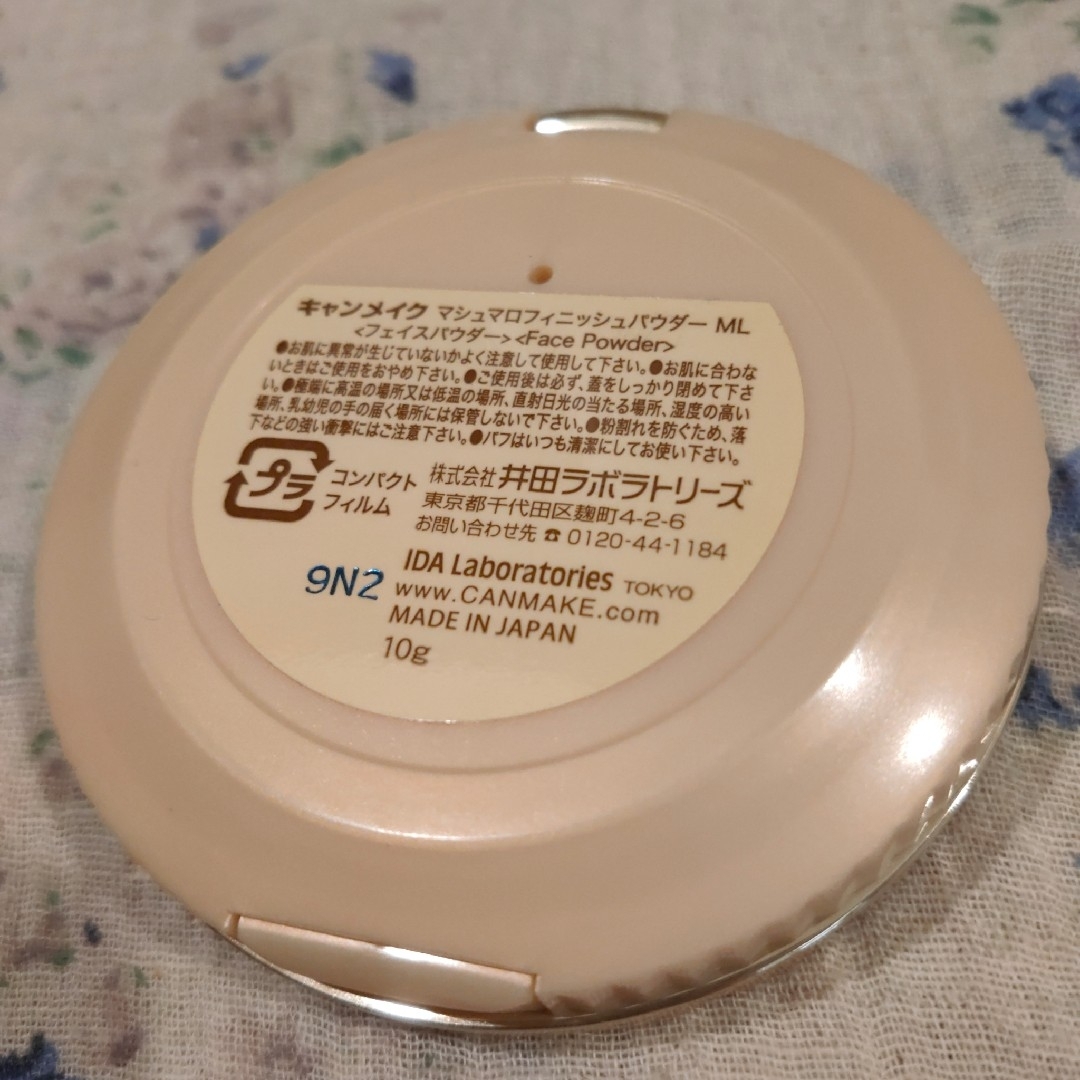 キャンメイク マシュマロフィニッシュパウダー ML
<フェイスパウダー><Face Powder>
●お肌に異常が生じていないかよく注意して使用して下さい。●お肌に合わな
いときはご使用をおやめ下さい。●ご使用後は必ず、蓋をしっかり閉めて下さ
い。●極端に高温の場所又は低温の場所、直射日光の当たる場所、湿度の高い
場所、乳幼児の手の届く場所には保管しないで下さい。●粉割れを防ぐため、落
下などの強い衝撃にはご注意下さい。●パフはいつも清潔にしてお使い下さい。
プラ
コンパクト
フィルム
株式会社 井田ラボラトリーズ
東京都千代田区麹町4-2-6
お問い合わせ先 ☎ 0120-44-1184
IDA Laboratories TOKYO
9N2
www.CANMAKE.com
MADE IN JAPAN
10g